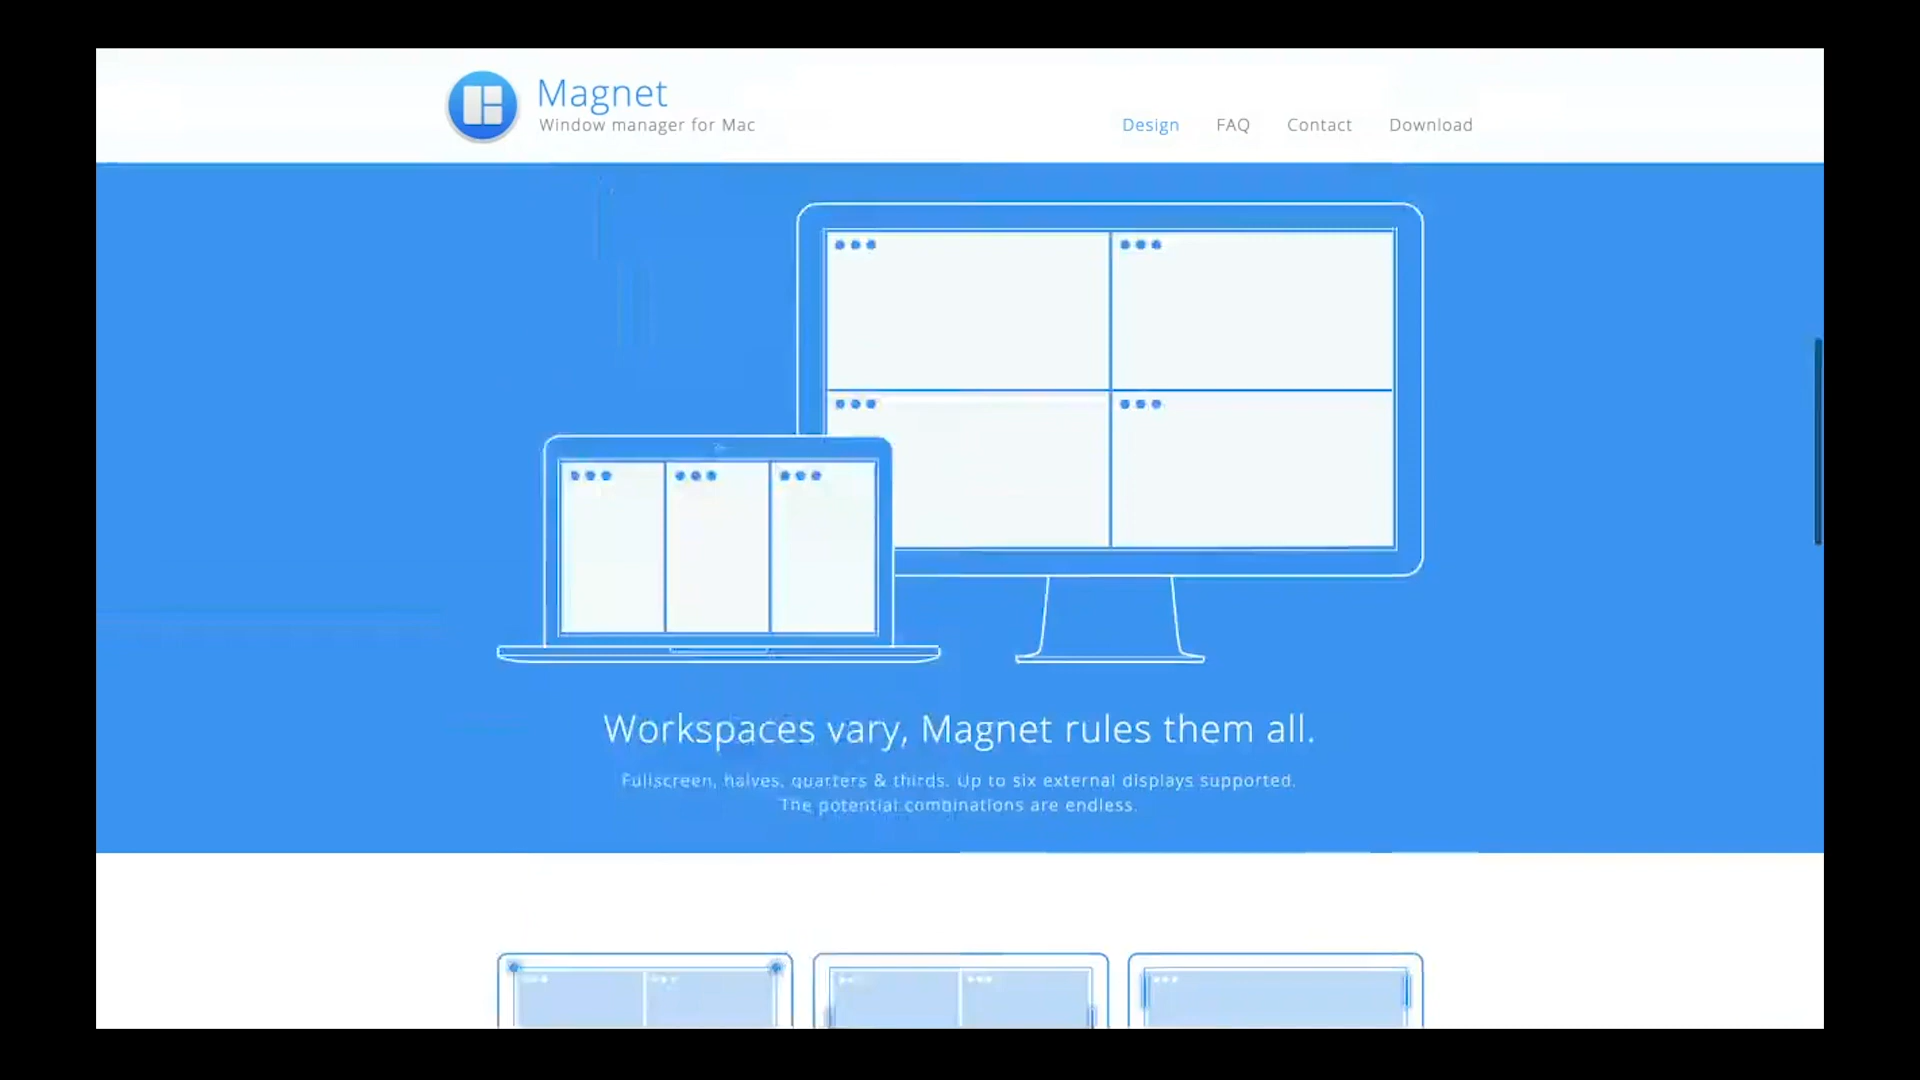 Magnet
Window manager for Mac
Design FAQ Contact Download
Workspaces vary, Magnet rules them all.
Fullscreen, halves, quarters & thirds. Up to six external displays supported.
The potential combinations are endless.